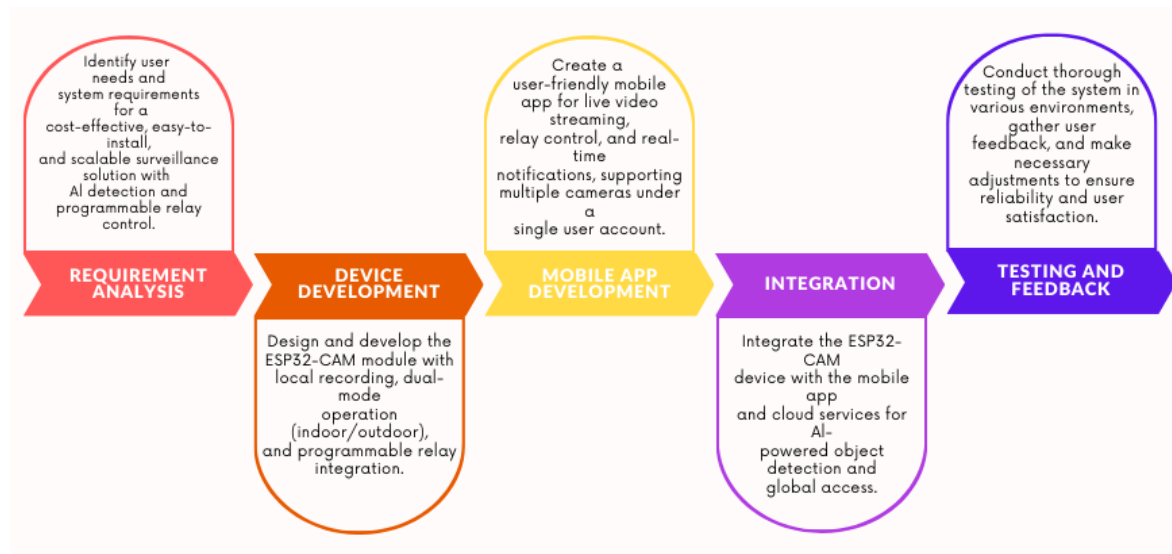 Identify user
needs and
system requirements
for a
cost-effective, easy-to-
install,
and scalable surveillance
solution with
AI detection and
programmable relay
control.
REQUIREMENT
ANALYSIS
DEVICE
DEVELOPMENT
Design and develop the
ESP32-CAM module with
local recording, dual-
mode
operation
(indoor/outdoor),
and programmable relay
integration.
Create a
user-friendly mobile
app for live video
streaming,
relay control, and real-
time
notifications, supporting
multiple cameras under
a
single user account.
MOBILE APP
DEVELOPMENT
INTEGRATION
Integrate the ESP32-
CAM
device with the mobile
app
and cloud services for
AI-
powered object
detection and
global access.
Conduct thorough
testing of the system in
various environments,
gather user
feedback, and make
necessary
adjustments to ensure
reliability and user
satisfaction.
TESTING AND
FEEDBACK